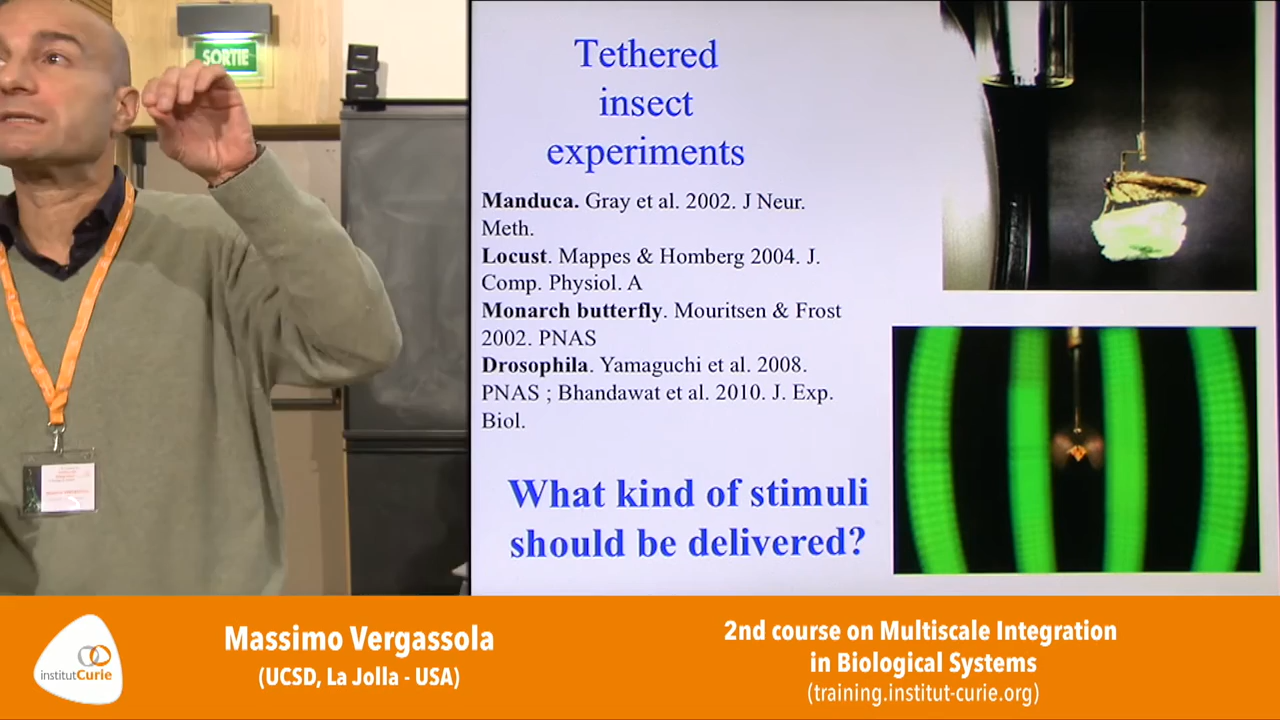 SORTIE
Tethered
insect
experiments
Manduca. Gray et al. 2002. J Neur.
Meth.
Locust. Mappes & Homberg 2004. J.
Comp. Physiol. A
Monarch butterfly. Mouritsen & Frost
2002. PNAS
Drosophila. Yamaguchi et al. 2008.
PNAS ; Bhandawat et al. 2010. J. Exp.
Biol.
What kind of stimuli
should be delivered?
institutCurie
Massimo Vergassola
(UCSD, La Jolla - USA)
2nd course on Multiscale Integration
in Biological Systems
(training.institut-curie.org)